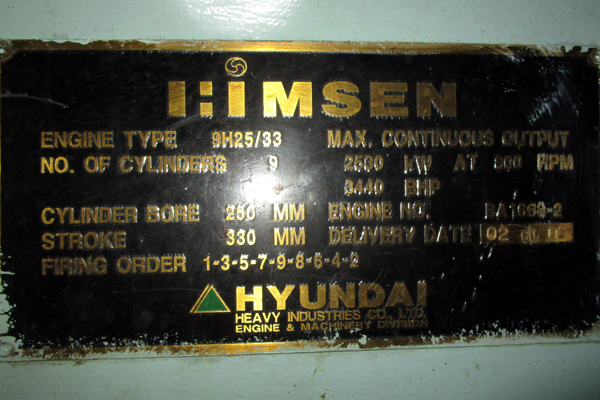 HiMSEN
ENGINE TYPE 9H25/33
MAX. CONTINUOUS OUTPUT
NO. OF CYLINDERS 9
2530 KW AT RPM
3440 BHP
CYLINDER BORE 250 MM
ENGINE NO.
STROKE 330 MM
DELIVERY DATE 02
FIRING ORDER 1-3-5-7-9-8-6-4-2
HYUNDAI
HEAVY INDUSTRIES CO., LTD.
ENGINE & MACHINERY DIVISION